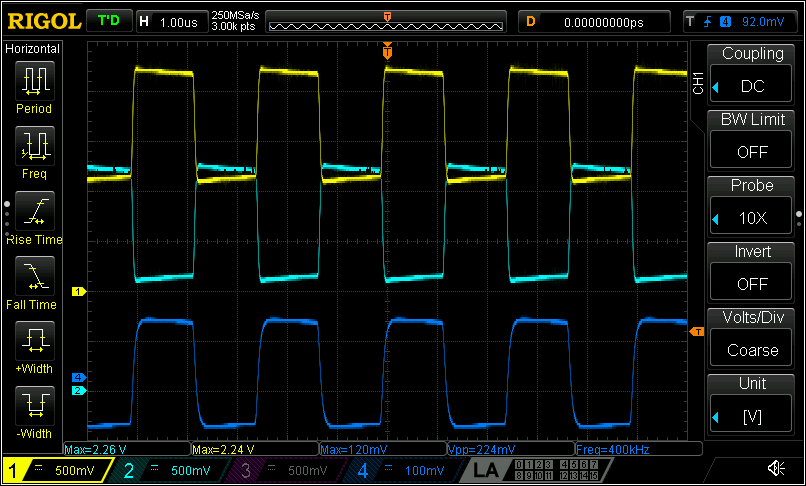 RIGOL T'D H 1.00us 250MSa/s 3.00k pts D 0.00000000ps T 4 92.0mV
Horizontal
Period
Freq
Rise Time
Fall Time
+Width
-Width
T
1
4
2
T
CH1
Coupling
DC
BW Limit
OFF
Probe
10X
Invert
OFF
Volts/Div
Coarse
Unit
[V]
Max=2.26 V Max=2.24 V Max=120mV Vpp=224mV Freq=400kHz
1 500mV 2 500mV 3 500mV 4 100mV LA 0 1 2 3 4 5 6 7
8 9 10 11 12 13 14 15